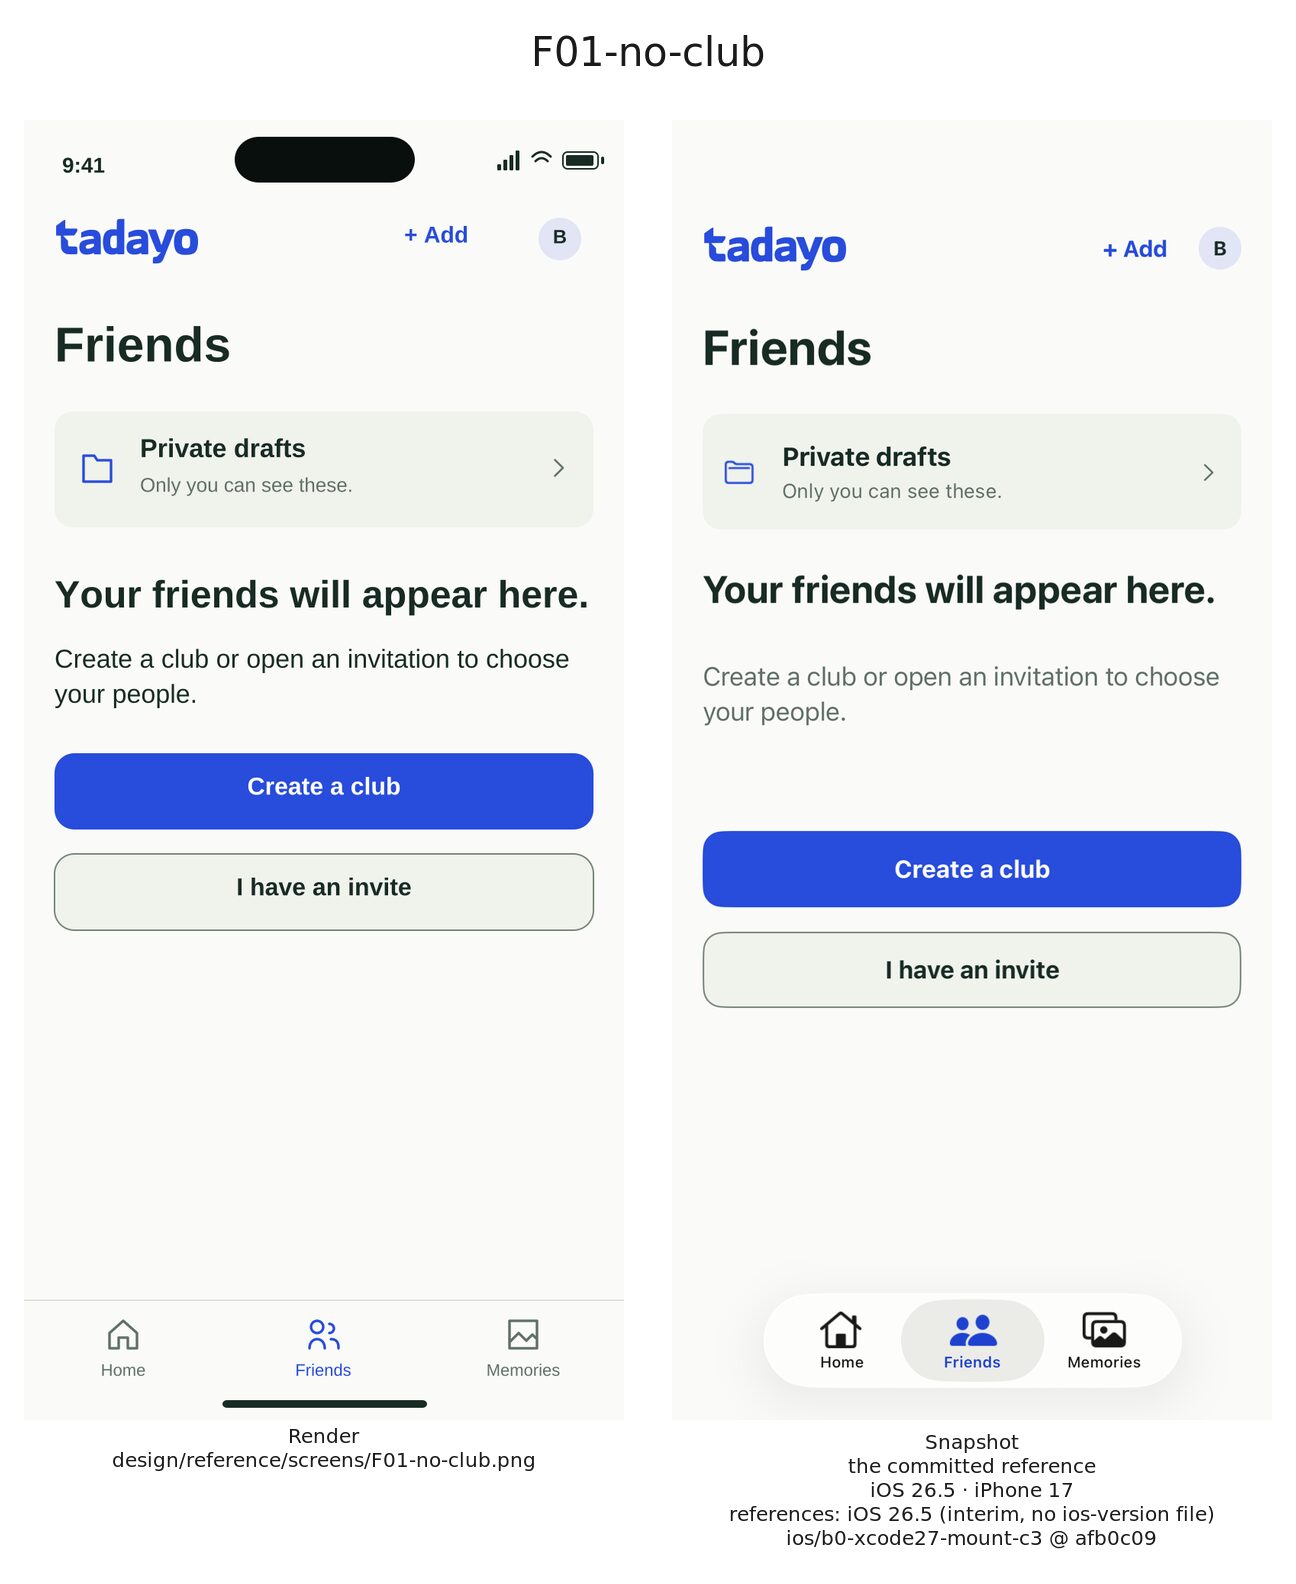 F01-no-club
9:41
tadayo
+ Add
B
Friends
Private drafts
Only you can see these.
Your friends will appear here.
Create a club or open an invitation to choose
your people.
Create a club
I have an invite
Home
Friends
Memories
Render
design/reference/screens/F01-no-club.png
tadayo
+ Add
B
Friends
Private drafts
Only you can see these.
Your friends will appear here.
Create a club or open an invitation to choose
your people.
Create a club
I have an invite
Home
Friends
Memories
Snapshot
the committed reference
iOS 26.5 · iPhone 17
references: iOS 26.5 (interim, no ios-version file)
ios/b0-xcode27-mount-c3 @ afb0c09